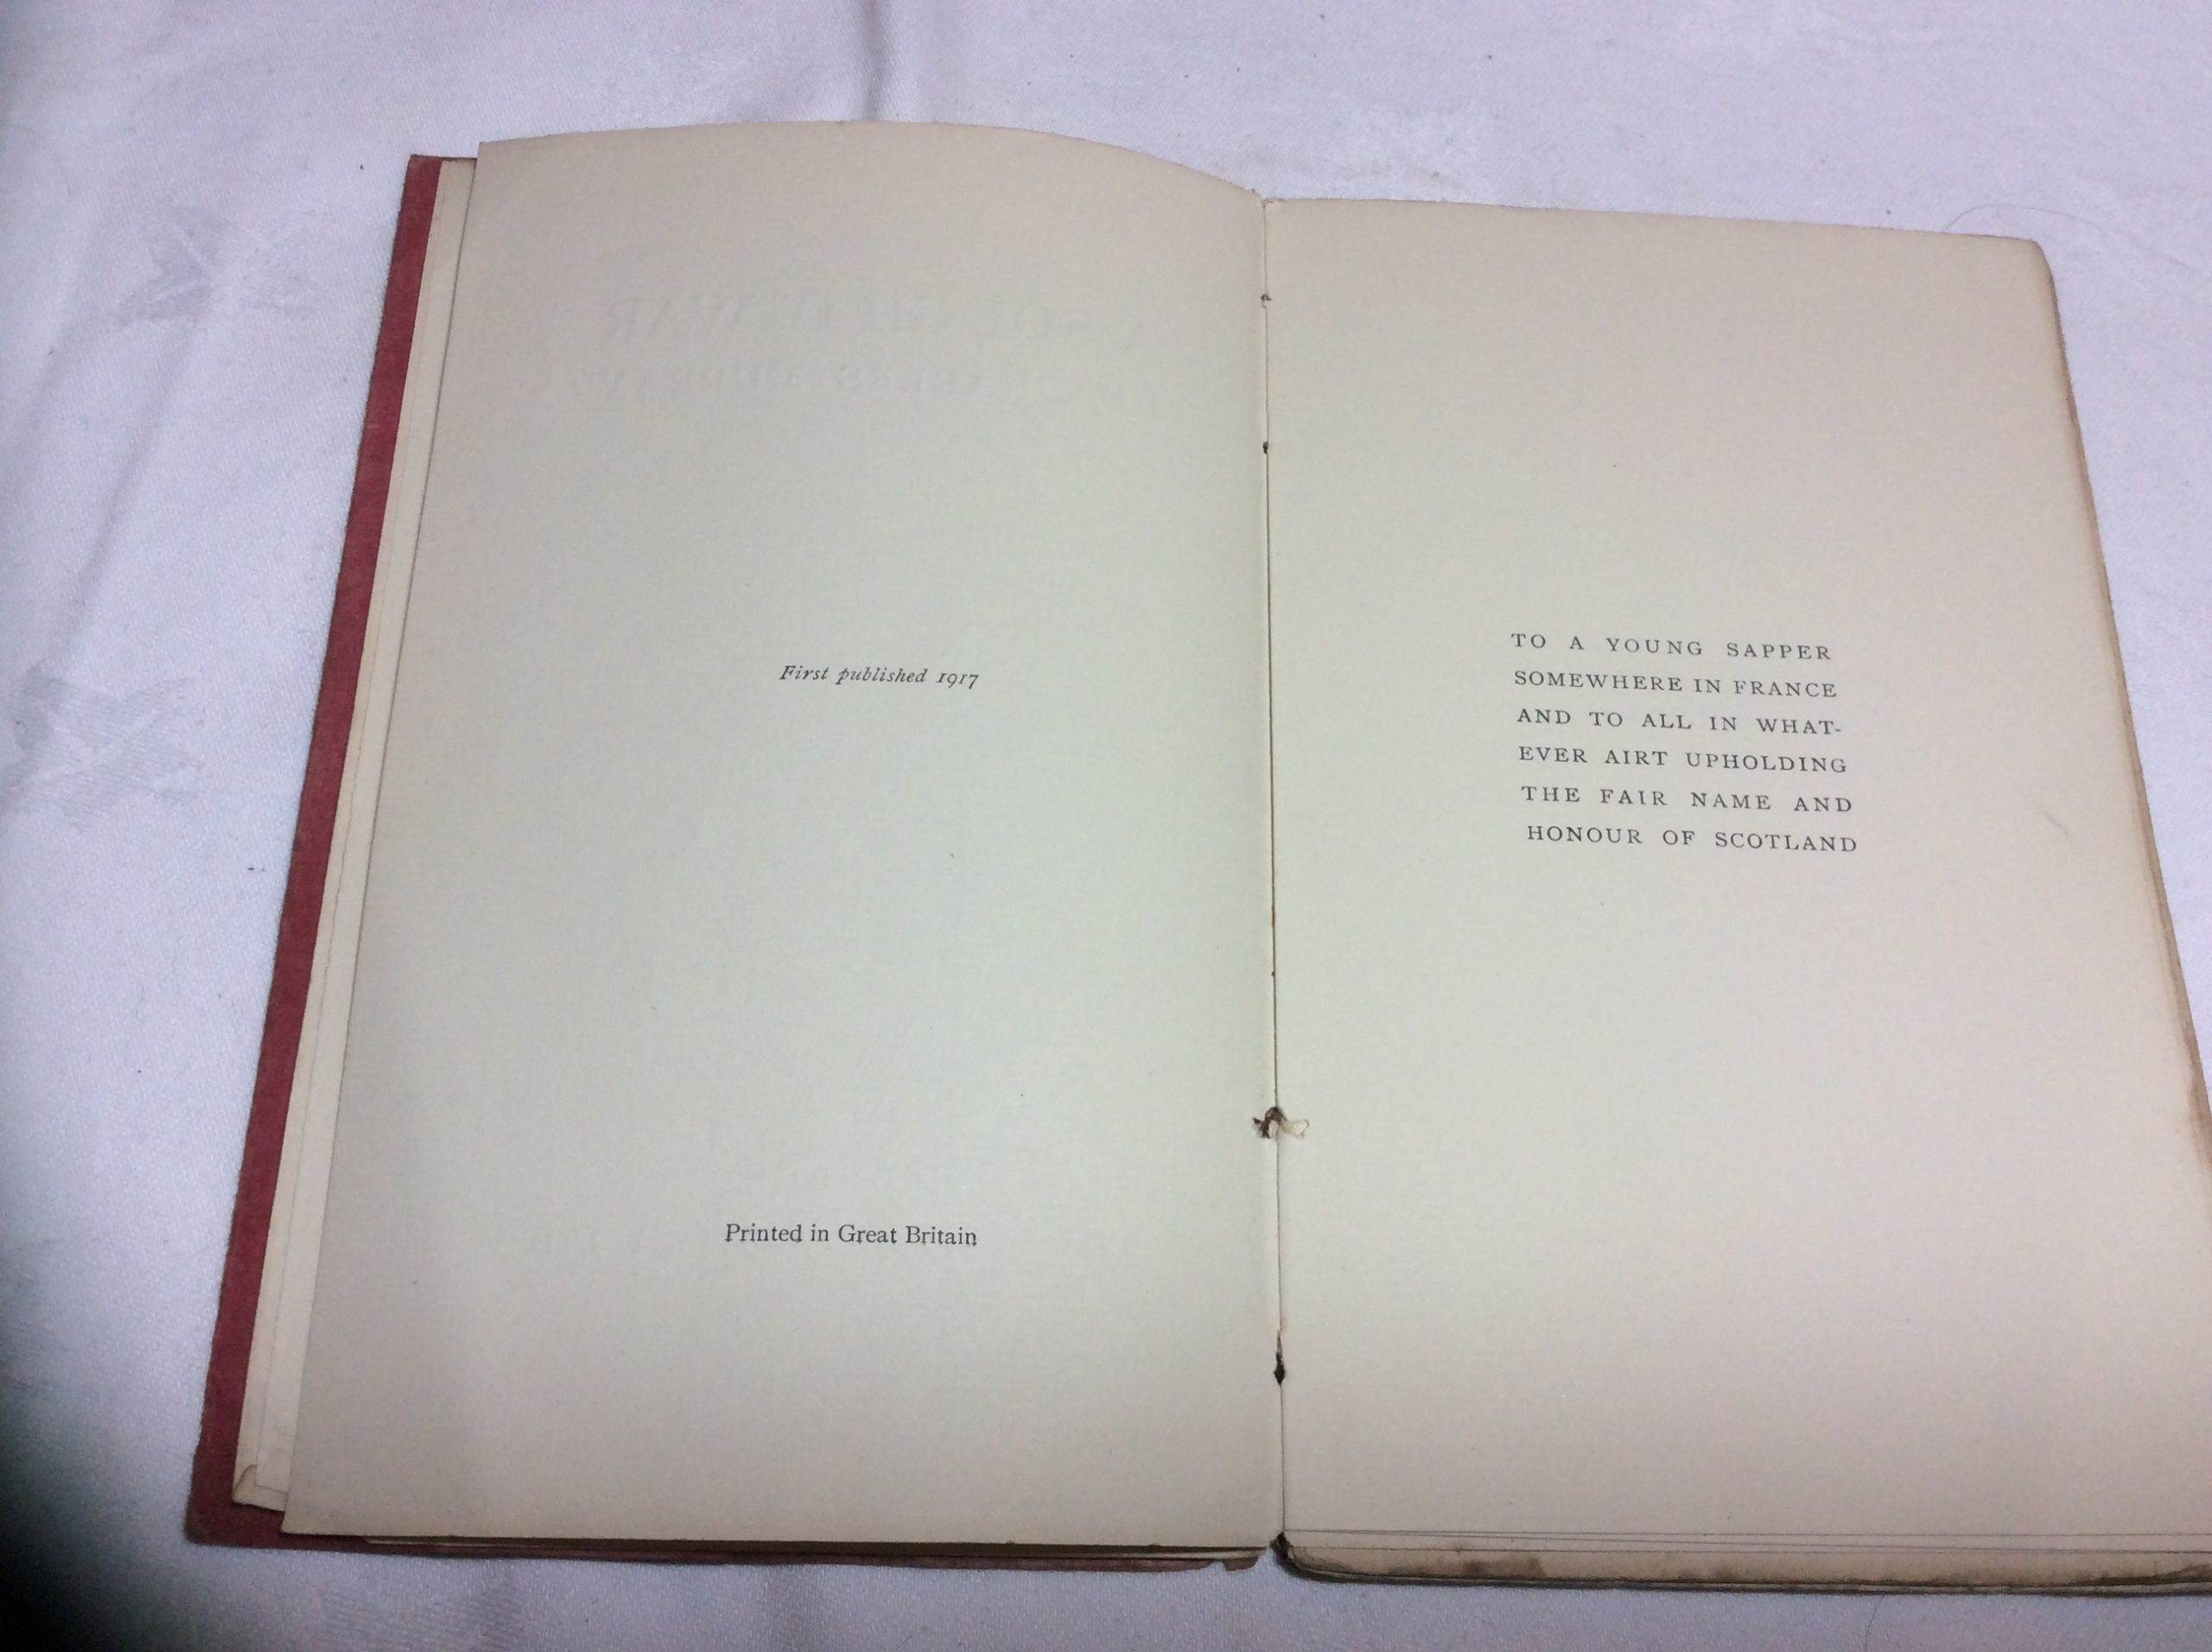 First published 1917
Printed in Great Britain
TO A YOUNG SAPPER
SOMEWHERE IN FRANCE
AND TO ALL IN WHAT-
EVER AIRT UPHOLDING
THE FAIR NAME AND
HONOUR OF SCOTLAND